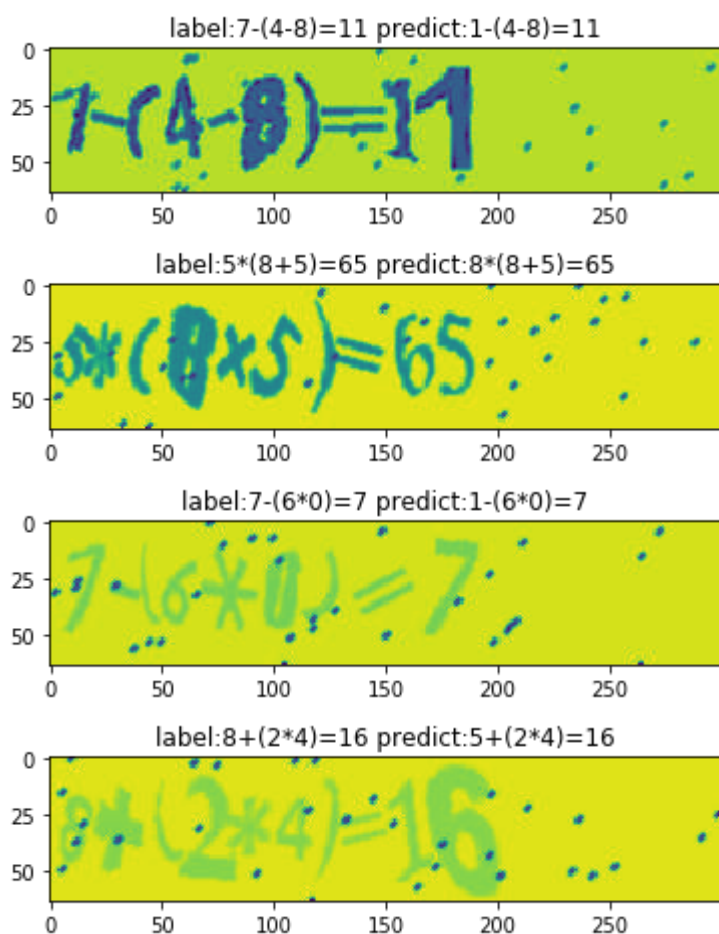 label:7-(4-8)=11 predict:1-(4-8)=11
0
25
50
7-(4-8)=11
0 50 100 150 200 250
label:5*(8+5)=65 predict:8*(8+5)=65
0
25
50
5*(8+5)=65
0 50 100 150 200 250
label:7-(6*0)=7 predict:1-(6*0)=7
0
25
50
7-(6*0)=7
0 50 100 150 200 250
label:8+(2*4)=16 predict:5+(2*4)=16
0
25
50
8+(2*4)=16
0 50 100 150 200 250